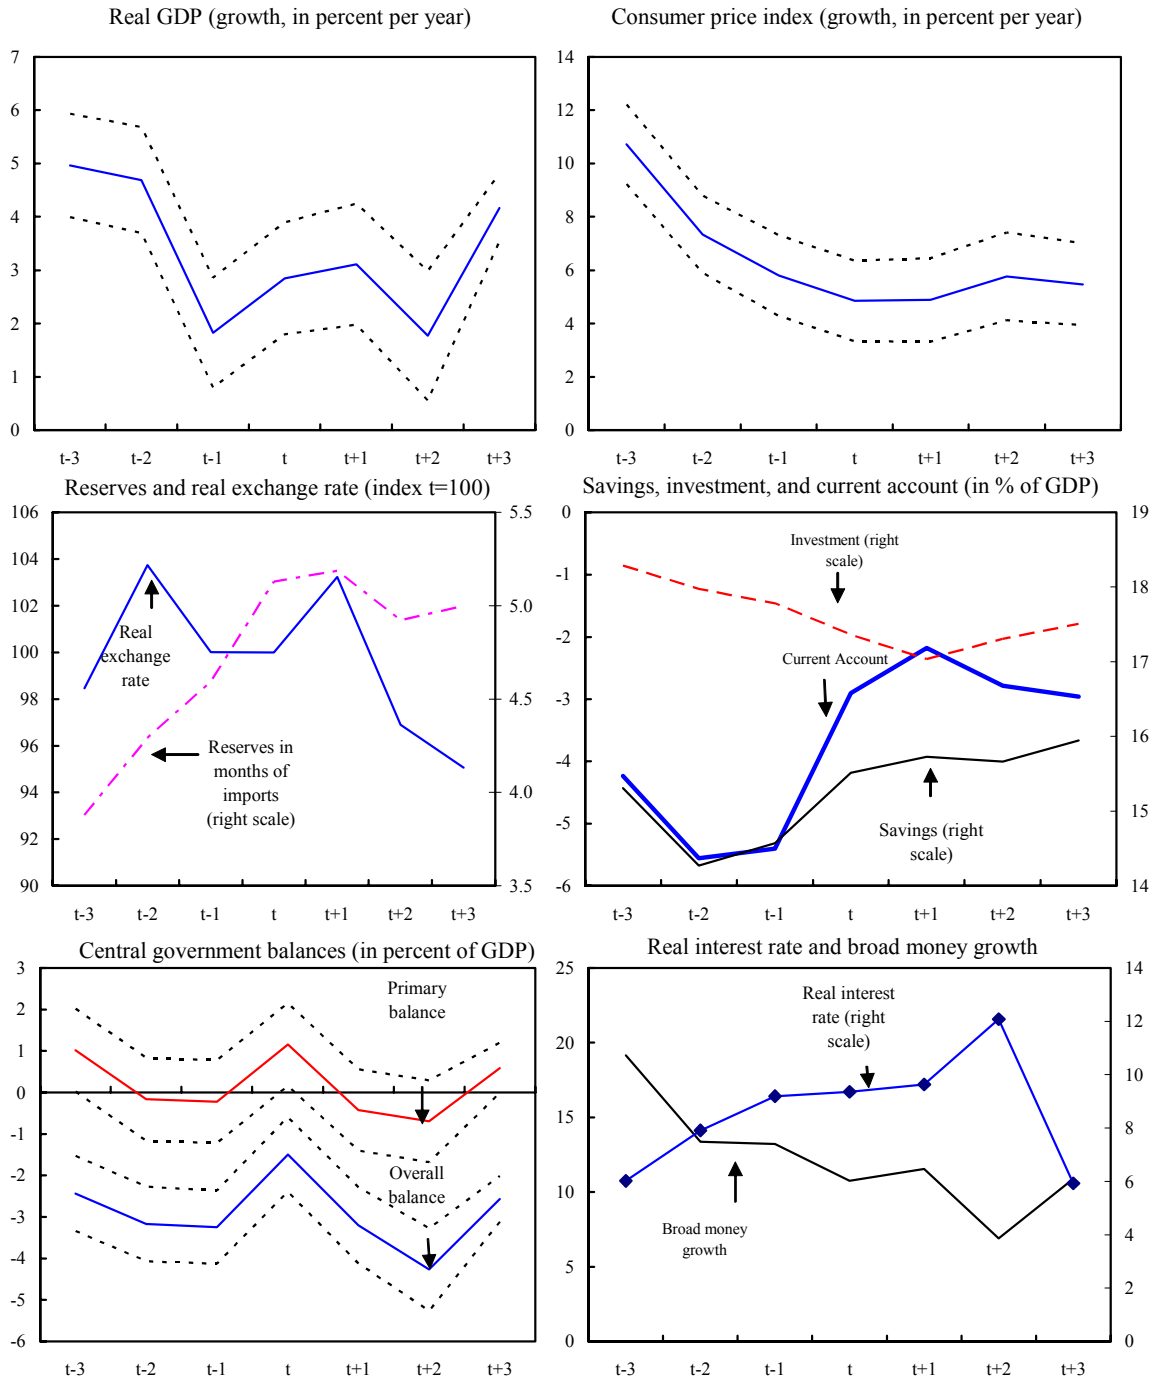 Real GDP (growth, in percent per year)
7
6
5
4
3
2
1
0
t-3 t-2 t-1 t t+1 t+2 t+3
Consumer price index (growth, in percent per year)
14
12
10
8
6
4
2
0
t-3 t-2 t-1 t t+1 t+2 t+3
Reserves and real exchange rate (index t=100)
106
104
102
100
98
96
94
92
90
5.5
5.0
4.5
4.0
3.5
Real
exchange
rate
Reserves in
months of
imports
(right scale)
t-3 t-2 t-1 t t+1 t+2 t+3
Savings, investment, and current account (in % of GDP)
0
-1
-2
-3
-4
-5
-6
19
18
17
16
15
14
Investment (right
scale)
Current Account
Savings (right
scale)
t-3 t-2 t-1 t t+1 t+2 t+3
Central government balances (in percent of GDP)
3
2
1
0
-1
-2
-3
-4
-5
-6
Primary
balance
Overall
balance
t-3 t-2 t-1 t t+1 t+2 t+3
Real interest rate and broad money growth
25
20
15
10
5
0
14
12
10
8
6
4
2
0
Real interest
rate (right
scale)
Broad money
growth
t-3 t-2 t-1 t t+1 t+2 t+3